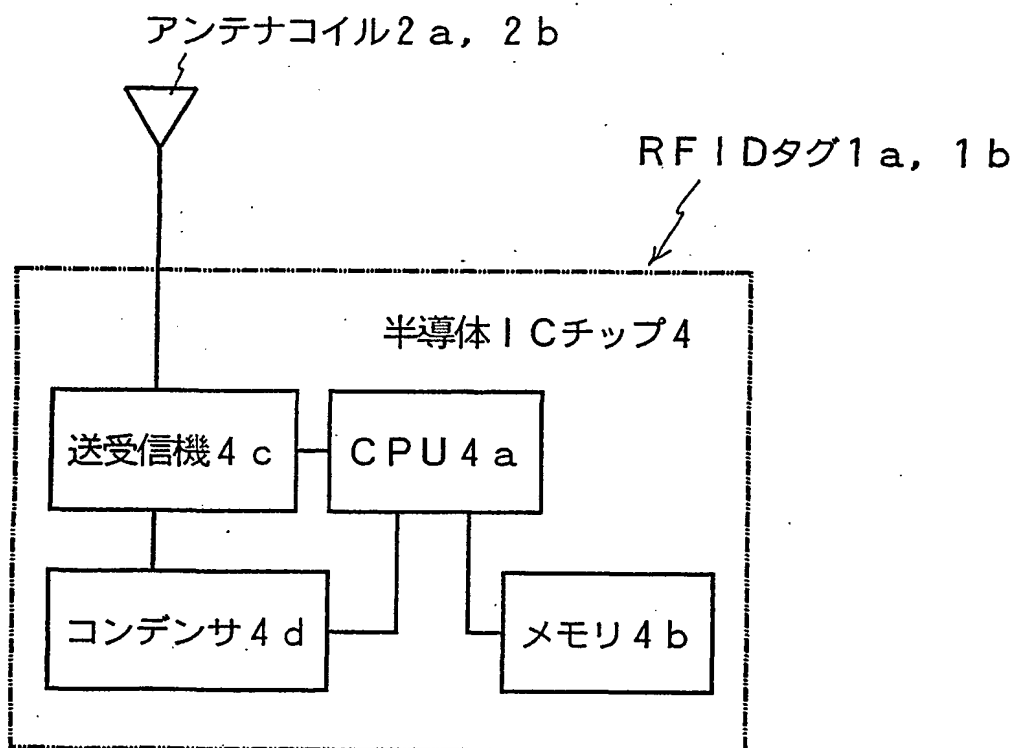 アンテナコイル2a,2b
RFIDタグ1a,1b
半導体ICチップ4
送受信機4c
CPU4a
コンデンサ4d
メモリ4b